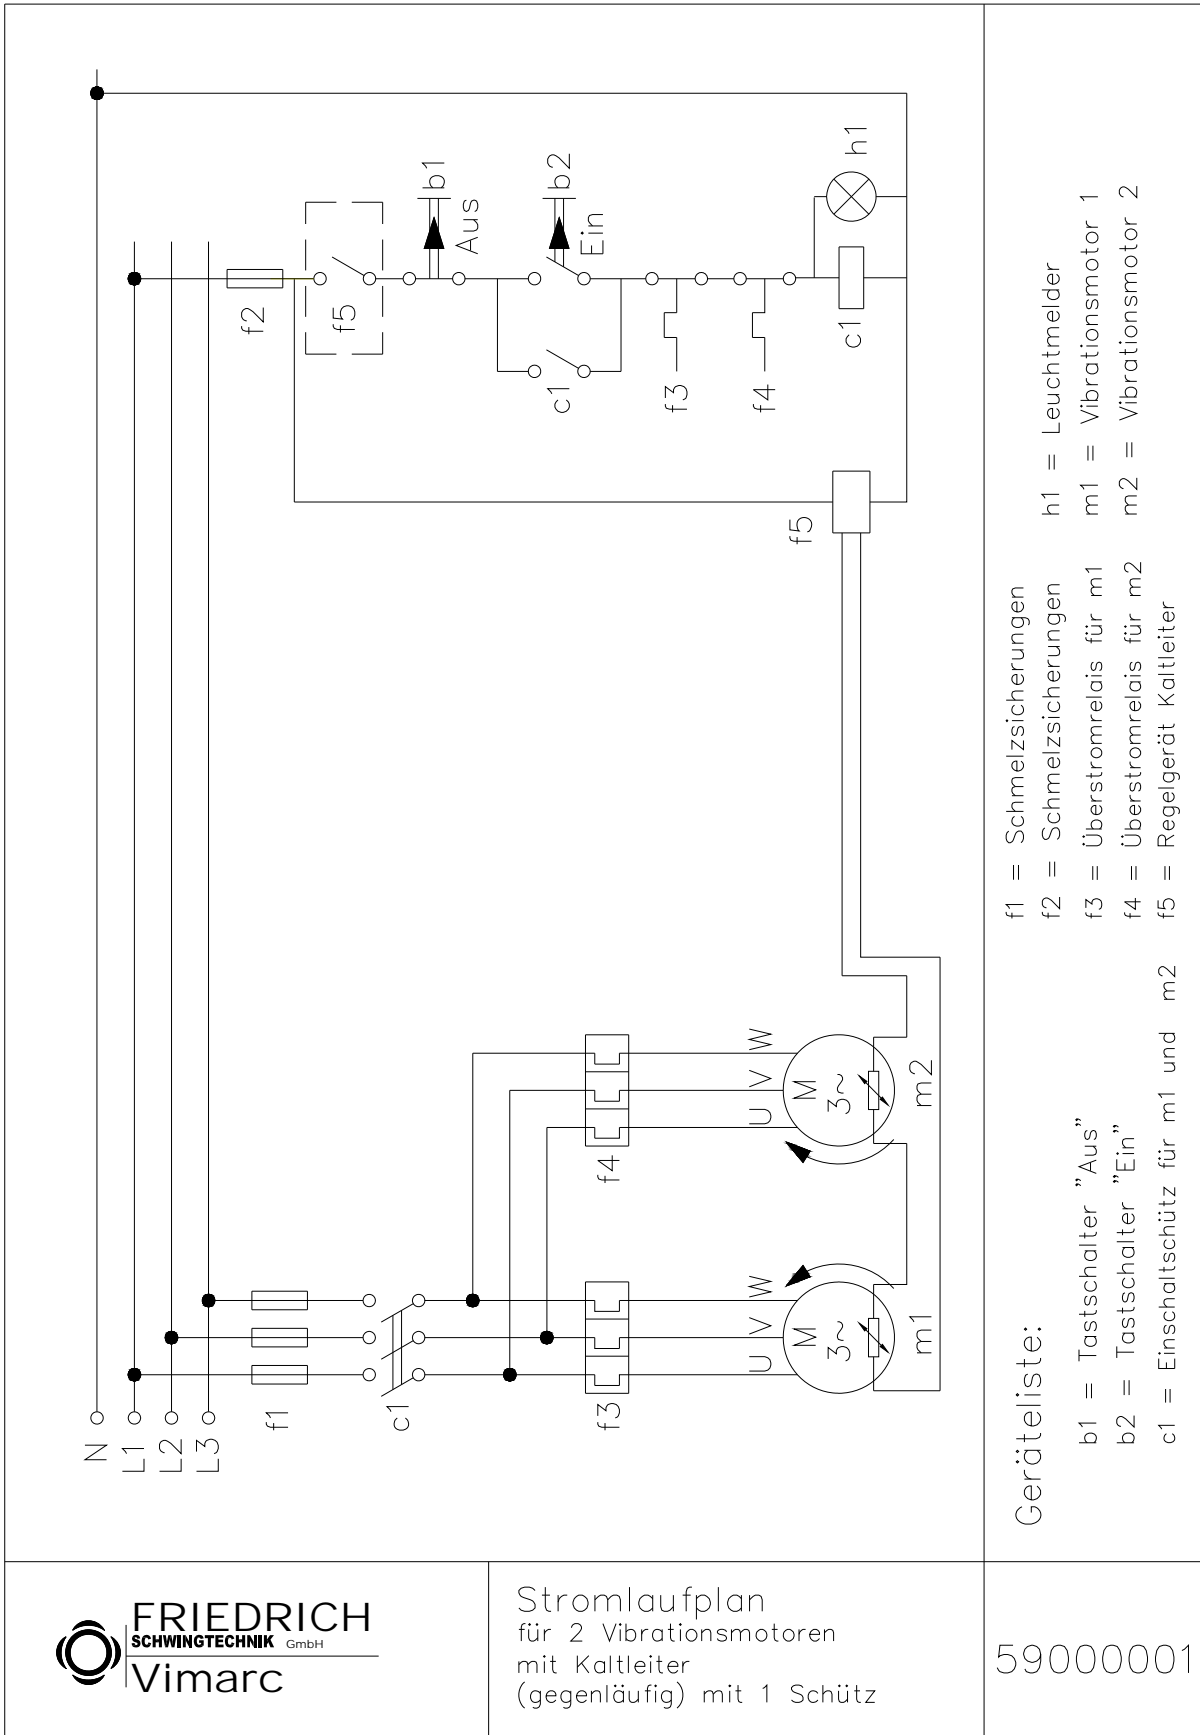 N
L1
L2
L3
f1
c1
f3
f4
U V W
U V W
M
3~
m1
M
3~
m2
f5
f2
f5
b1
Aus
b2
Ein
c1
f3
f4
c1
h1
Geräteliste:
b1 = Tastschalter "Aus"
b2 = Tastschalter "Ein"
c1 = Einschaltschütz für m1 und m2
f1 = Schmelzsicherungen
f2 = Schmelzsicherungen
f3 = Überstromrelais für m1
f4 = Überstromrelais für m2
f5 = Regelgerät Kaltleiter
h1 = Leuchtmelder
m1 = Vibrationsmotor 1
m2 = Vibrationsmotor 2
FRIEDRICH
SCHWINGTECHNIK GmbH
Vimarc
Stromlaufplan
für 2 Vibrationsmotoren
mit Kaltleiter
(gegenläufig) mit 1 Schütz
59000001